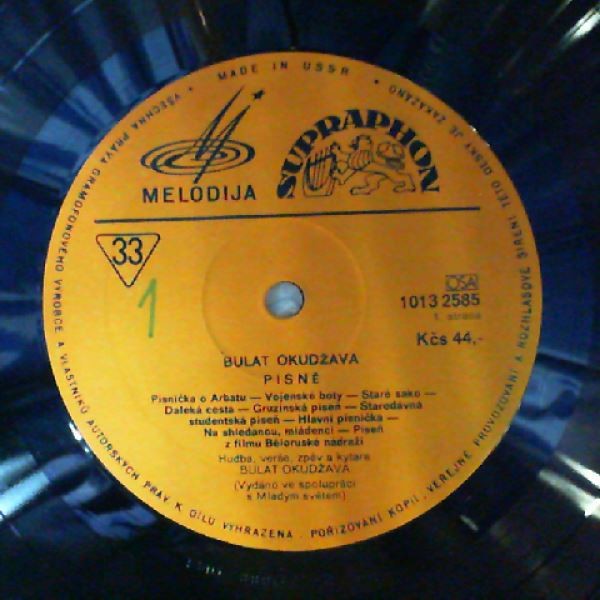 MADE IN USSR
VŠECHNA PRÁVA GRAMOFONOVÉHO VÝROBCE A VLASTNÍKŮ AUTORSKÝCH PRÁV K DÍLU VYHRAZENA . POŘIZOVÁNÍ KOPIÍ, VEŘEJNÉ PROVOZOVÁNÍ A ROZHLASOVÉ ŠÍŘENÍ TÉTO DESKY JE ZAKÁZÁNO
MELODIJA
SUPRAPHON
33
1
OSA
1013 2585
1. strana
Kčs 44,-
BULAT OKUDŽAVA
PÍSNĚ
Písnička o Arbatu — Vojenské boty — Staré sako —
Daleká cesta — Gruzínská píseň — Starodávná
studentská píseň — Hlavní písnička —
Na shledanou, mládenci — Píseň
z filmu Běloruské nádraží
Hudba, verše, zpěv a kytara
BULAT OKUDŽAVA
(Vydáno ve spolupráci
s Mladým světem)